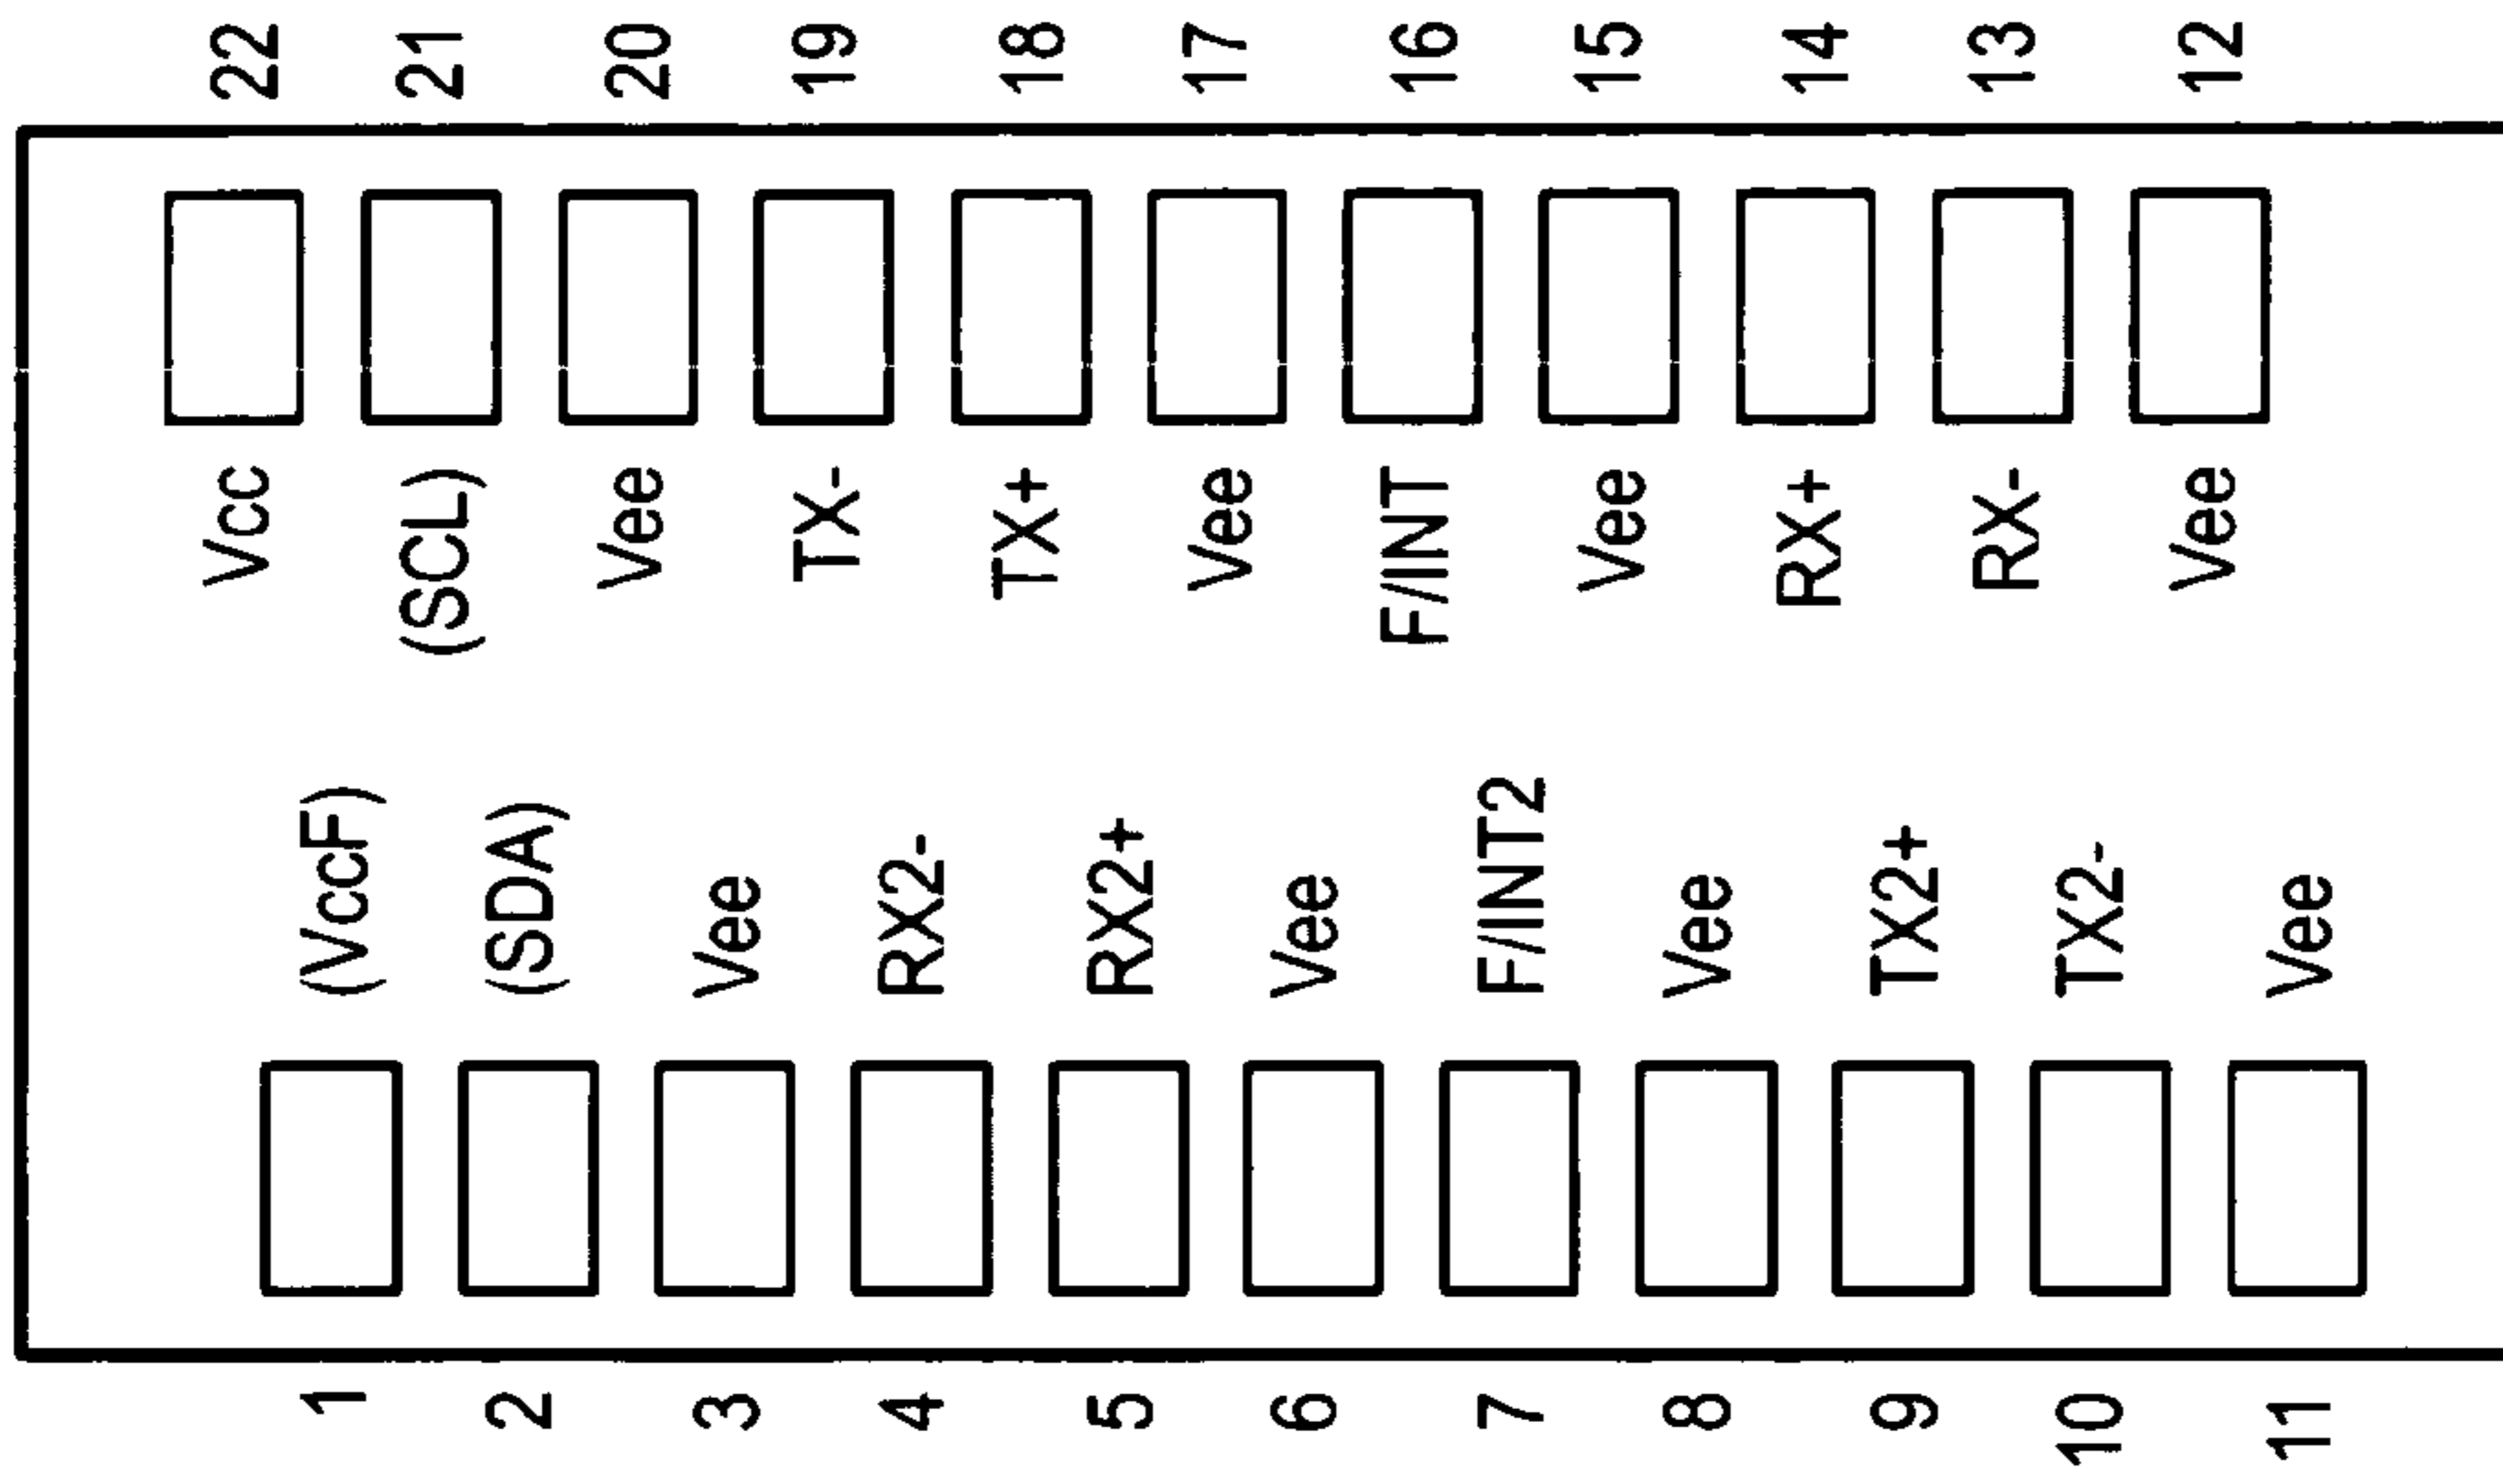 Vcc 22
1 (VccF)
(SCL) 21
2 (SDA)
Vee 20
3 Vee
TX- 19
4 RX2-
TX+ 18
5 RX2+
Vee 17
6 Vee
F/INT 16
7 F/INT2
Vee 15
8 Vee
RX+ 14
9 TX2+
RX- 13
10 TX2-
Vee 12
11 Vee